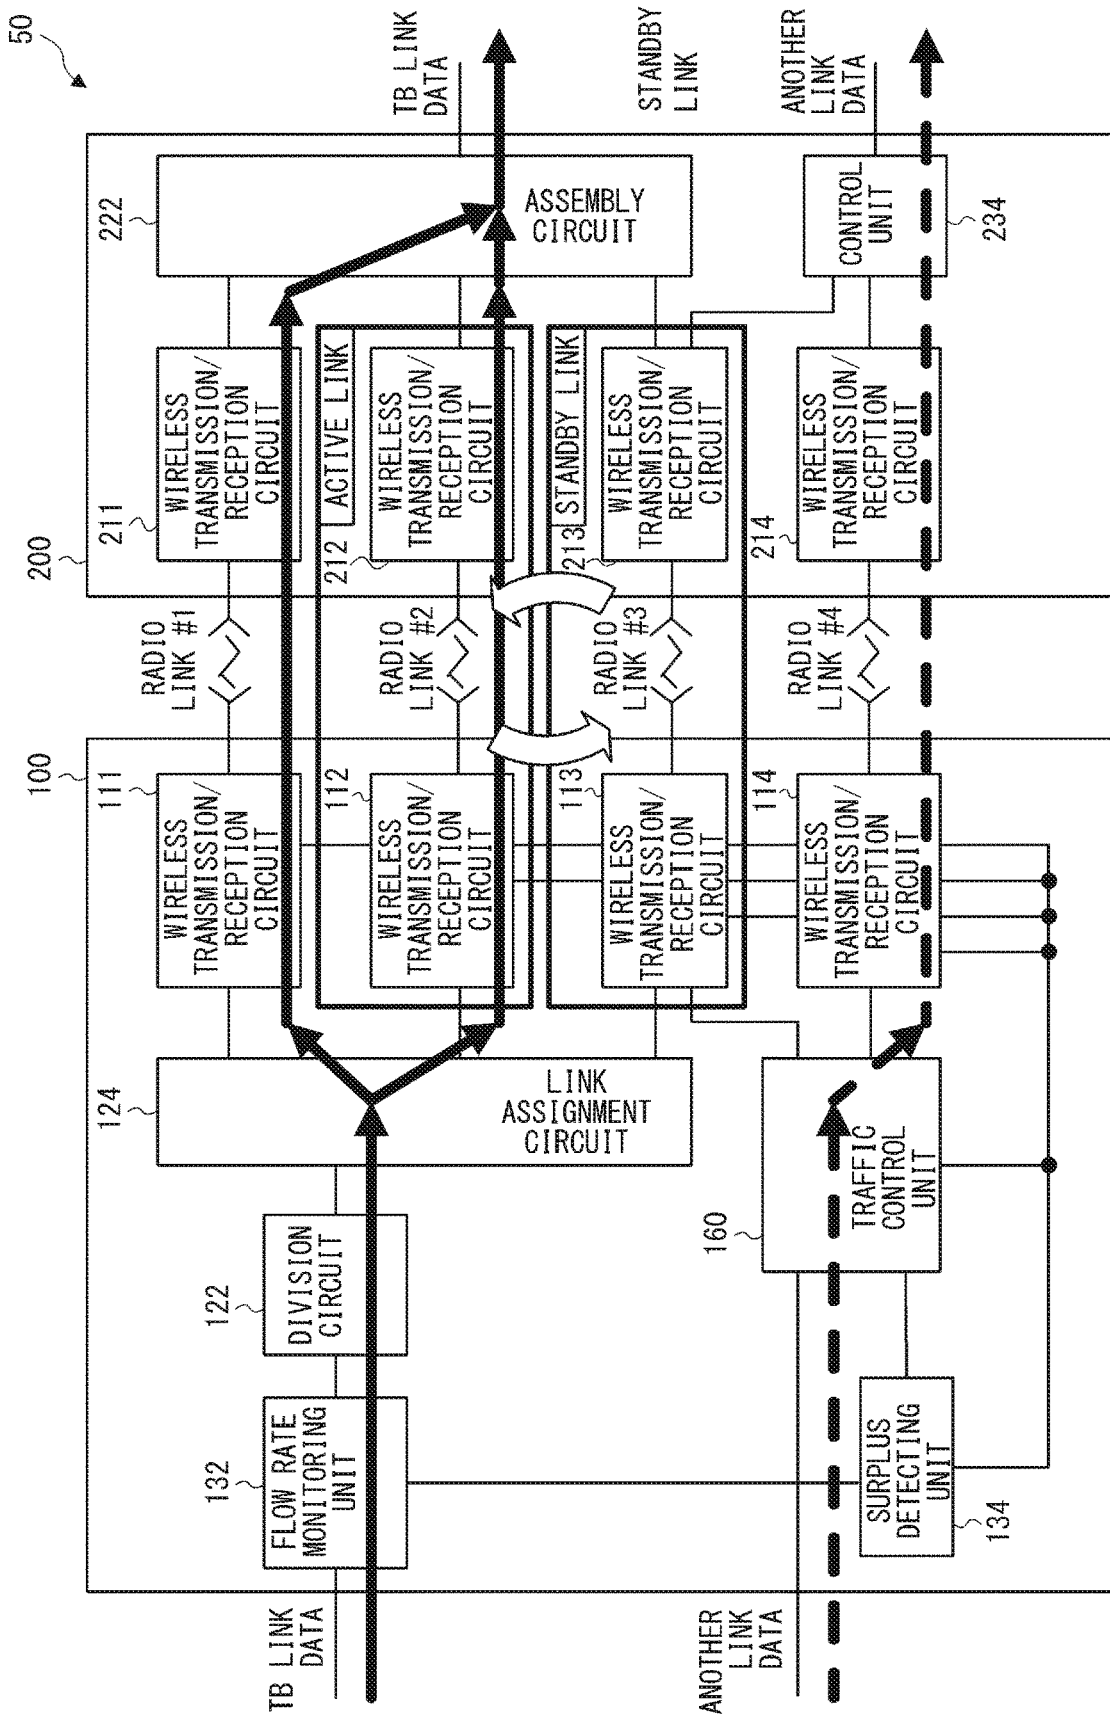 50
TB LINK
DATA
STANDBY
LINK
ANOTHER
LINK
DATA
222
ASSEMBLY
CIRCUIT
CONTROL
UNIT
234
200
211
WIRELESS
TRANSMISSION/
RECEPTION
CIRCUIT
ACTIVE LINK
212
WIRELESS
TRANSMISSION/
RECEPTION
CIRCUIT
STANDBY LINK
213
WIRELESS
TRANSMISSION/
RECEPTION
CIRCUIT
214
WIRELESS
TRANSMISSION/
RECEPTION
CIRCUIT
RADIO
LINK #1
RADIO
LINK #2
RADIO
LINK #3
RADIO
LINK #4
100
111
WIRELESS
TRANSMISSION/
RECEPTION
CIRCUIT
112
WIRELESS
TRANSMISSION/
RECEPTION
CIRCUIT
113
WIRELESS
TRANSMISSION/
RECEPTION
CIRCUIT
114
WIRELESS
TRANSMISSION/
RECEPTION
CIRCUIT
124
LINK
ASSIGNMENT
CIRCUIT
122
DIVISION
CIRCUIT
160
TRAFFIC
CONTROL
UNIT
132
FLOW RATE
MONITORING
UNIT
SURPLUS
DETECTING
UNIT
134
TB LINK
DATA
ANOTHER
LINK
DATA